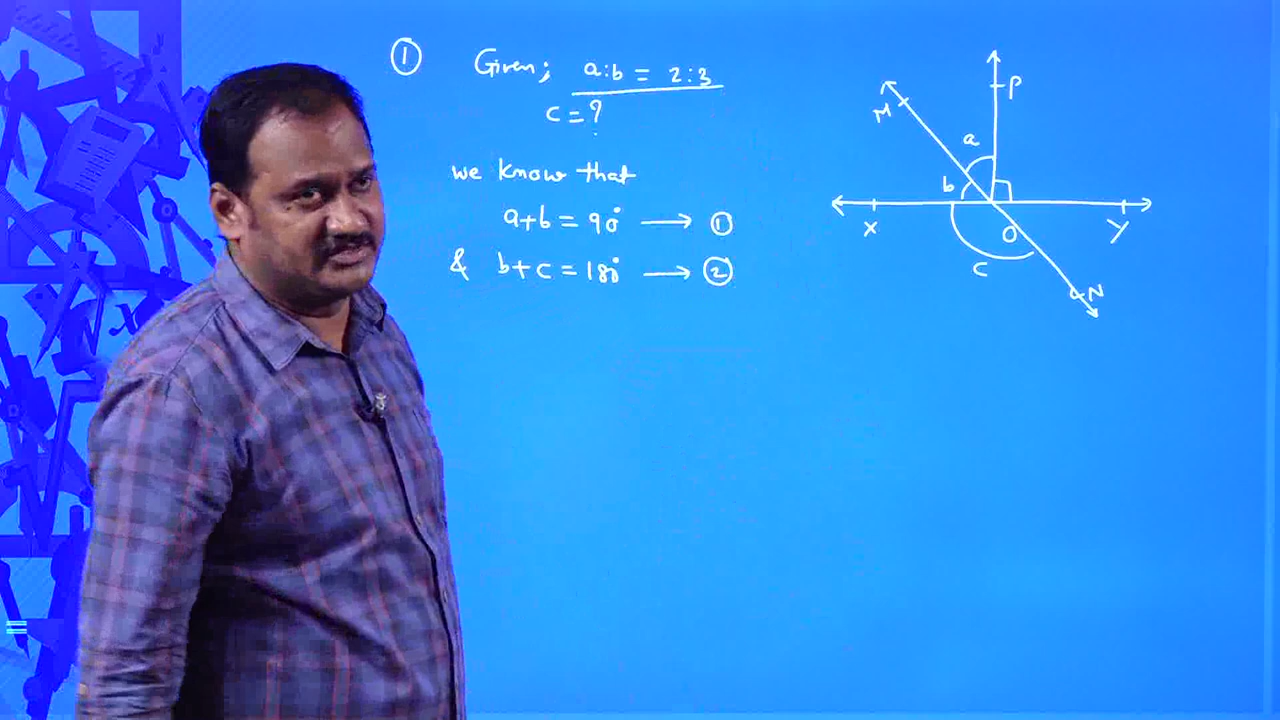 ① Given; a:b = 2:3
c = ?
we know that
a+b = 90° ⟶ ①
& b+c = 180° ⟶ ②
P
M
a
b
X
O
Y
c
N